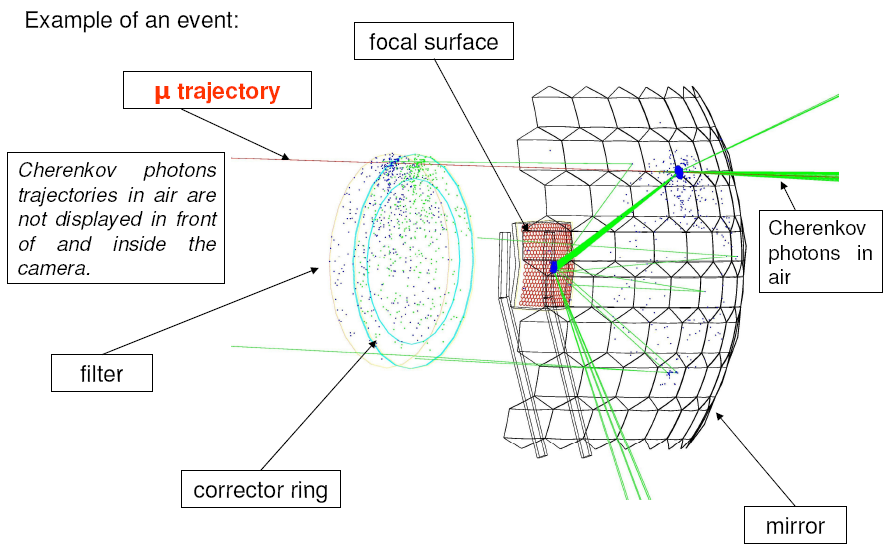 Example of an event:
focal surface
μ trajectory
Cherenkov photons
trajectories in air are
not displayed in front
of and inside the
camera.
Cherenkov
photons in
air
filter
corrector ring
mirror